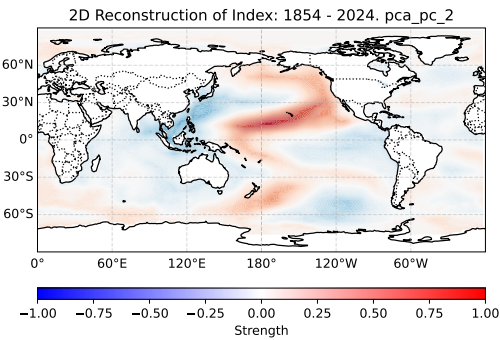 2D Reconstruction of Index: 1854 - 2024. pca_pc_2
60°N
30°N
0°
30°S
60°S
0° 60°E 120°E 180° 120°W 60°W
−1.00 −0.75 −0.50 −0.25 0.00 0.25 0.50 0.75 1.00
Strength